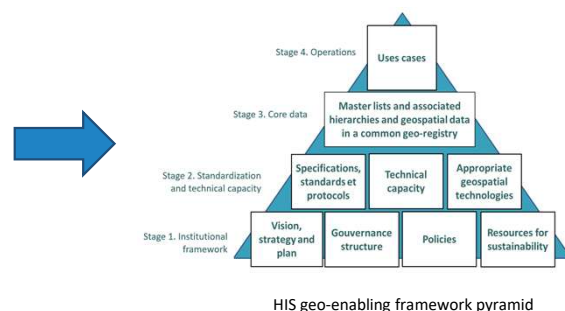 Stage 4. Operations
Uses cases
Stage 3. Core data
Master lists and associated
hierarchies and geospatial data
in a common geo-registry
Stage 2. Standardization
and technical capacity
Specifications,
standards et
protocols
Technical
capacity
Appropriate
geospatial
technologies
Stage 1. Institutional
framework
Vision,
strategy and
plan
Gouvernance
structure
Policies
Resources for
sustainability
HIS geo-enabling framework pyramid